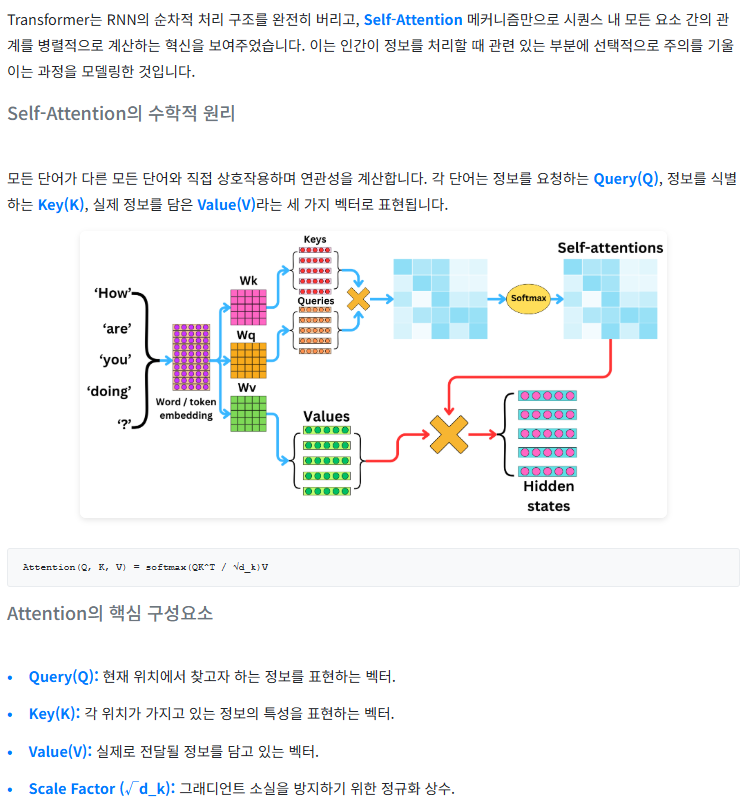 Transformer는 RNN의 순차적 처리 구조를 완전히 버리고, Self-Attention 메커니즘만으로 시퀀스 내 모든 요소 간의 관
계를 병렬적으로 계산하는 혁신을 보여주었습니다. 이는 인간이 정보를 처리할 때 관련 있는 부분에 선택적으로 주의를 기울
이는 과정을 모델링한 것입니다.
Self-Attention의 수학적 원리
모든 단어가 다른 모든 단어와 직접 상호작용하며 연관성을 계산합니다. 각 단어는 정보를 요청하는 Query(Q), 정보를 식별
하는 Key(K), 실제 정보를 담은 Value(V)라는 세 가지 벡터로 표현됩니다.
‘How’
‘are’
‘you’
‘doing’
‘?’
Word / token
embedding
Wk
Wq
Wv
Keys
Queries
Values
Softmax
Self-attentions
Hidden
states
Attention(Q, K, V) = softmax(QK^T / √d_k)V
Attention의 핵심 구성요소
• Query(Q): 현재 위치에서 찾고자 하는 정보를 표현하는 벡터.
• Key(K): 각 위치가 가지고 있는 정보의 특성을 표현하는 벡터.
• Value(V): 실제로 전달될 정보를 담고 있는 벡터.
• Scale Factor (√d_k): 그래디언트 소실을 방지하기 위한 정규화 상수.